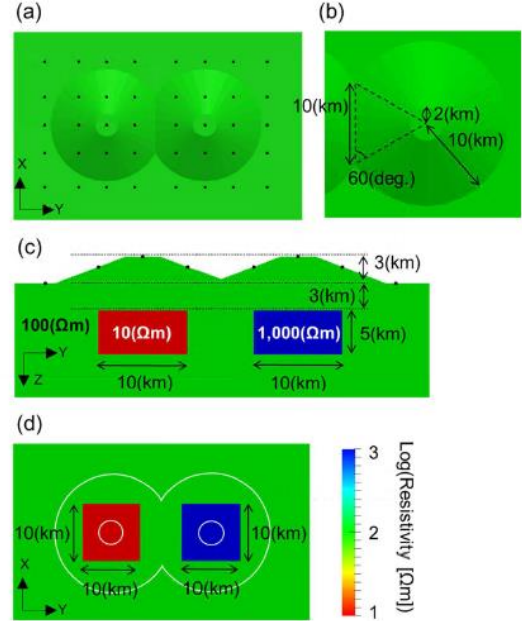 (a)
X
Y
(b)
10(km)
2(km)
10(km)
60(deg.)
(c)
3(km)
3(km)
100(Ωm)
10(Ωm)
1,000(Ωm)
5(km)
Y
Z
10(km)
10(km)
(d)
10(km)
10(km)
10(km)
10(km)
X
Y
3
2
1
Log(Resistivity [Ωm])